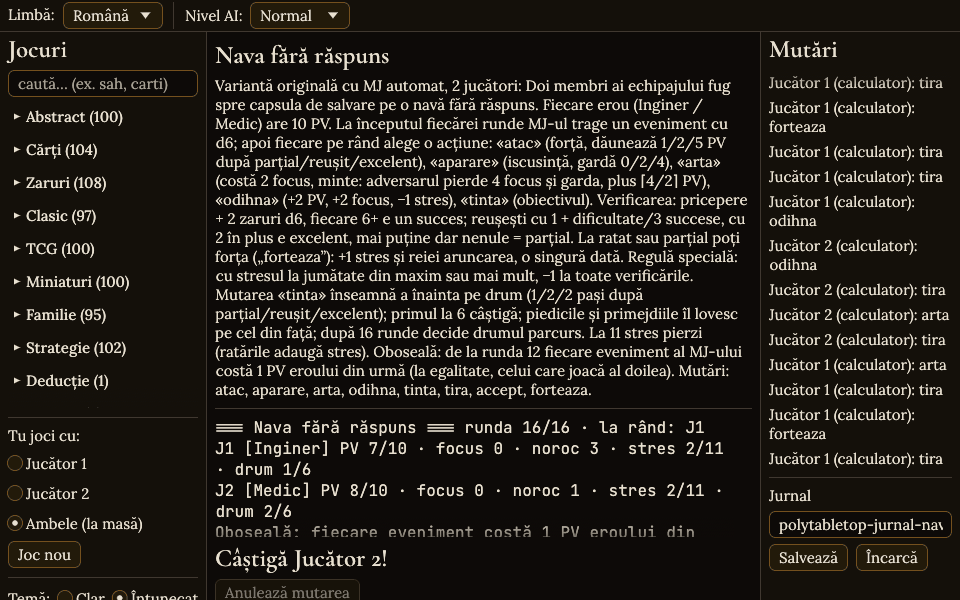 Limbă: Română Nivel AI: Normal
Jocuri
caută... (ex. sah, carti)
Abstract (100)
Cărți (104)
Zaruri (108)
Clasic (97)
TCG (100)
Miniaturi (100)
Familie (95)
Strategie (102)
Deducție (1)
Tu joci cu:
Jucător 1
Jucător 2
Ambele (la masă)
Joc nou
Temă: Clar Întunecat
Nava fără răspuns
Variantă originală cu MJ automat, 2 jucători: Doi membri ai echipajului fug
spre capsula de salvare pe o navă fără răspuns. Fiecare erou (Inginer /
Medic) are 10 PV. La începutul fiecărei runde MJ-ul trage un eveniment cu
d6; apoi fiecare pe rând alege o acțiune: «atac» (forță, dăunează 1/2/5 PV
după parțial/reușit/excelent), «aparare» (iscusință, gardă 0/2/4), «arta»
(costă 2 focus, minte: adversarul pierde 4 focus și garda, plus ⌈4/2⌉ PV),
«odihna» (+2 PV, +2 focus, −1 stres), «tinta» (obiectivul). Verificarea: pricepere
+ 2 zaruri d6, fiecare 6+ e un succes; reușești cu 1 + dificultate/3 succese, cu
2 în plus e excelent, mai puține dar nenule = parțial. La ratat sau parțial poți
forța („forteaza”): +1 stres și reiei aruncarea, o singură dată. Regulă specială:
cu stresul la jumătate din maxim sau mai mult, −1 la toate verificările.
Mutarea «tinta» înseamnă a înainta pe drum (1/2/2 pași după
parțial/reușit/excelent); primul la 6 câștigă; piedicile și primejdiile îl lovesc
pe cel din față; după 16 runde decide drumul parcurs. La 11 stres pierzi
(ratările adaugă stres). Oboseală: de la runda 12 fiecare eveniment al MJ-ului
costă 1 PV eroului din urmă (la egalitate, celui care joacă al doilea). Mutări:
atac, aparare, arta, odihna, tinta, tira, accept, forteaza.
═══ Nava fără răspuns ═══ runda 16/16 · la rând: J1
J1 [Inginer] PV 7/10 · focus 0 · noroc 3 · stres 2/11
· drum 1/6
J2 [Medic] PV 8/10 · focus 0 · noroc 1 · stres 2/11 ·
drum 2/6
Oboseală: fiecare eveniment costă 1 PV eroului din
Câștigă Jucător 2!
Anulează mutarea
Mutări
Jucător 1 (calculator): tira
Jucător 1 (calculator):
forteaza
Jucător 1 (calculator): tira
Jucător 1 (calculator): tira
Jucător 1 (calculator):
odihna
Jucător 2 (calculator):
odihna
Jucător 2 (calculator): tira
Jucător 2 (calculator): arta
Jucător 2 (calculator): tira
Jucător 1 (calculator): arta
Jucător 1 (calculator): tira
Jucător 1 (calculator):
forteaza
Jucător 1 (calculator): tira
Jurnal
polytabletop-jurnal-nav
Salvează Încarcă